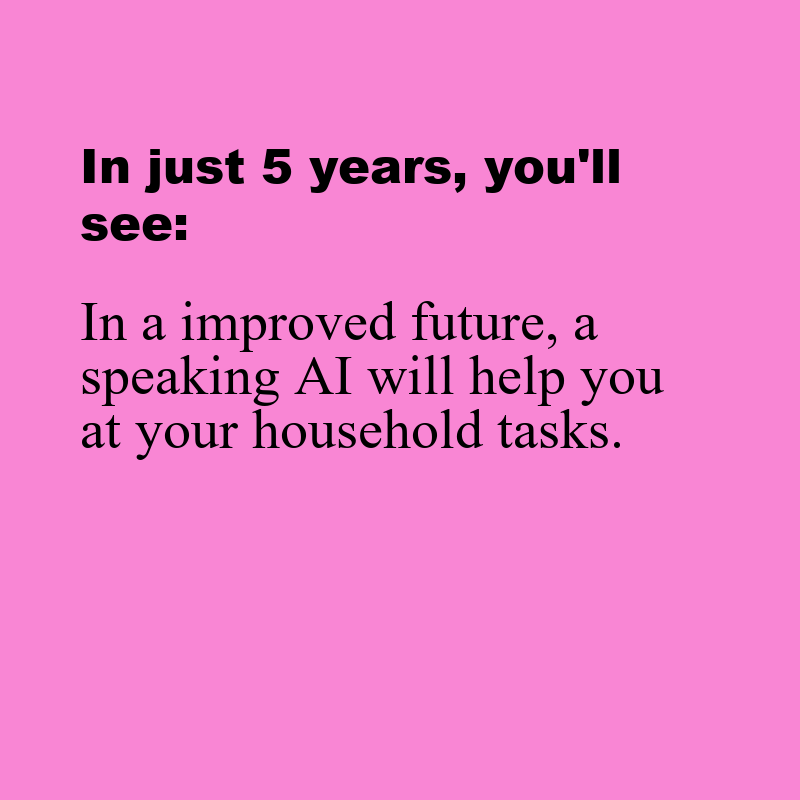 In just 5 years, you'll
see:
In a improved future, a
speaking AI will help you
at your household tasks.